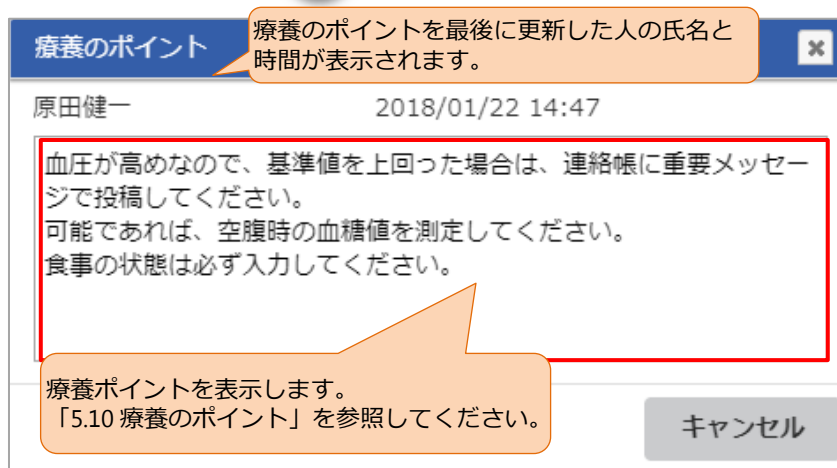 療養のポイント
療養のポイントを最後に更新した人の氏名と
時間が表示されます。
原田健一 2018/01/22 14:47
血圧が高めなので、基準値を上回った場合は、連絡帳に重要メッセー
ジで投稿してください。
可能であれば、空腹時の血糖値を測定してください。
食事の状態は必ず入力してください。
療養ポイントを表示します。
「5.10 療養のポイント」を参照してください。
キャンセル